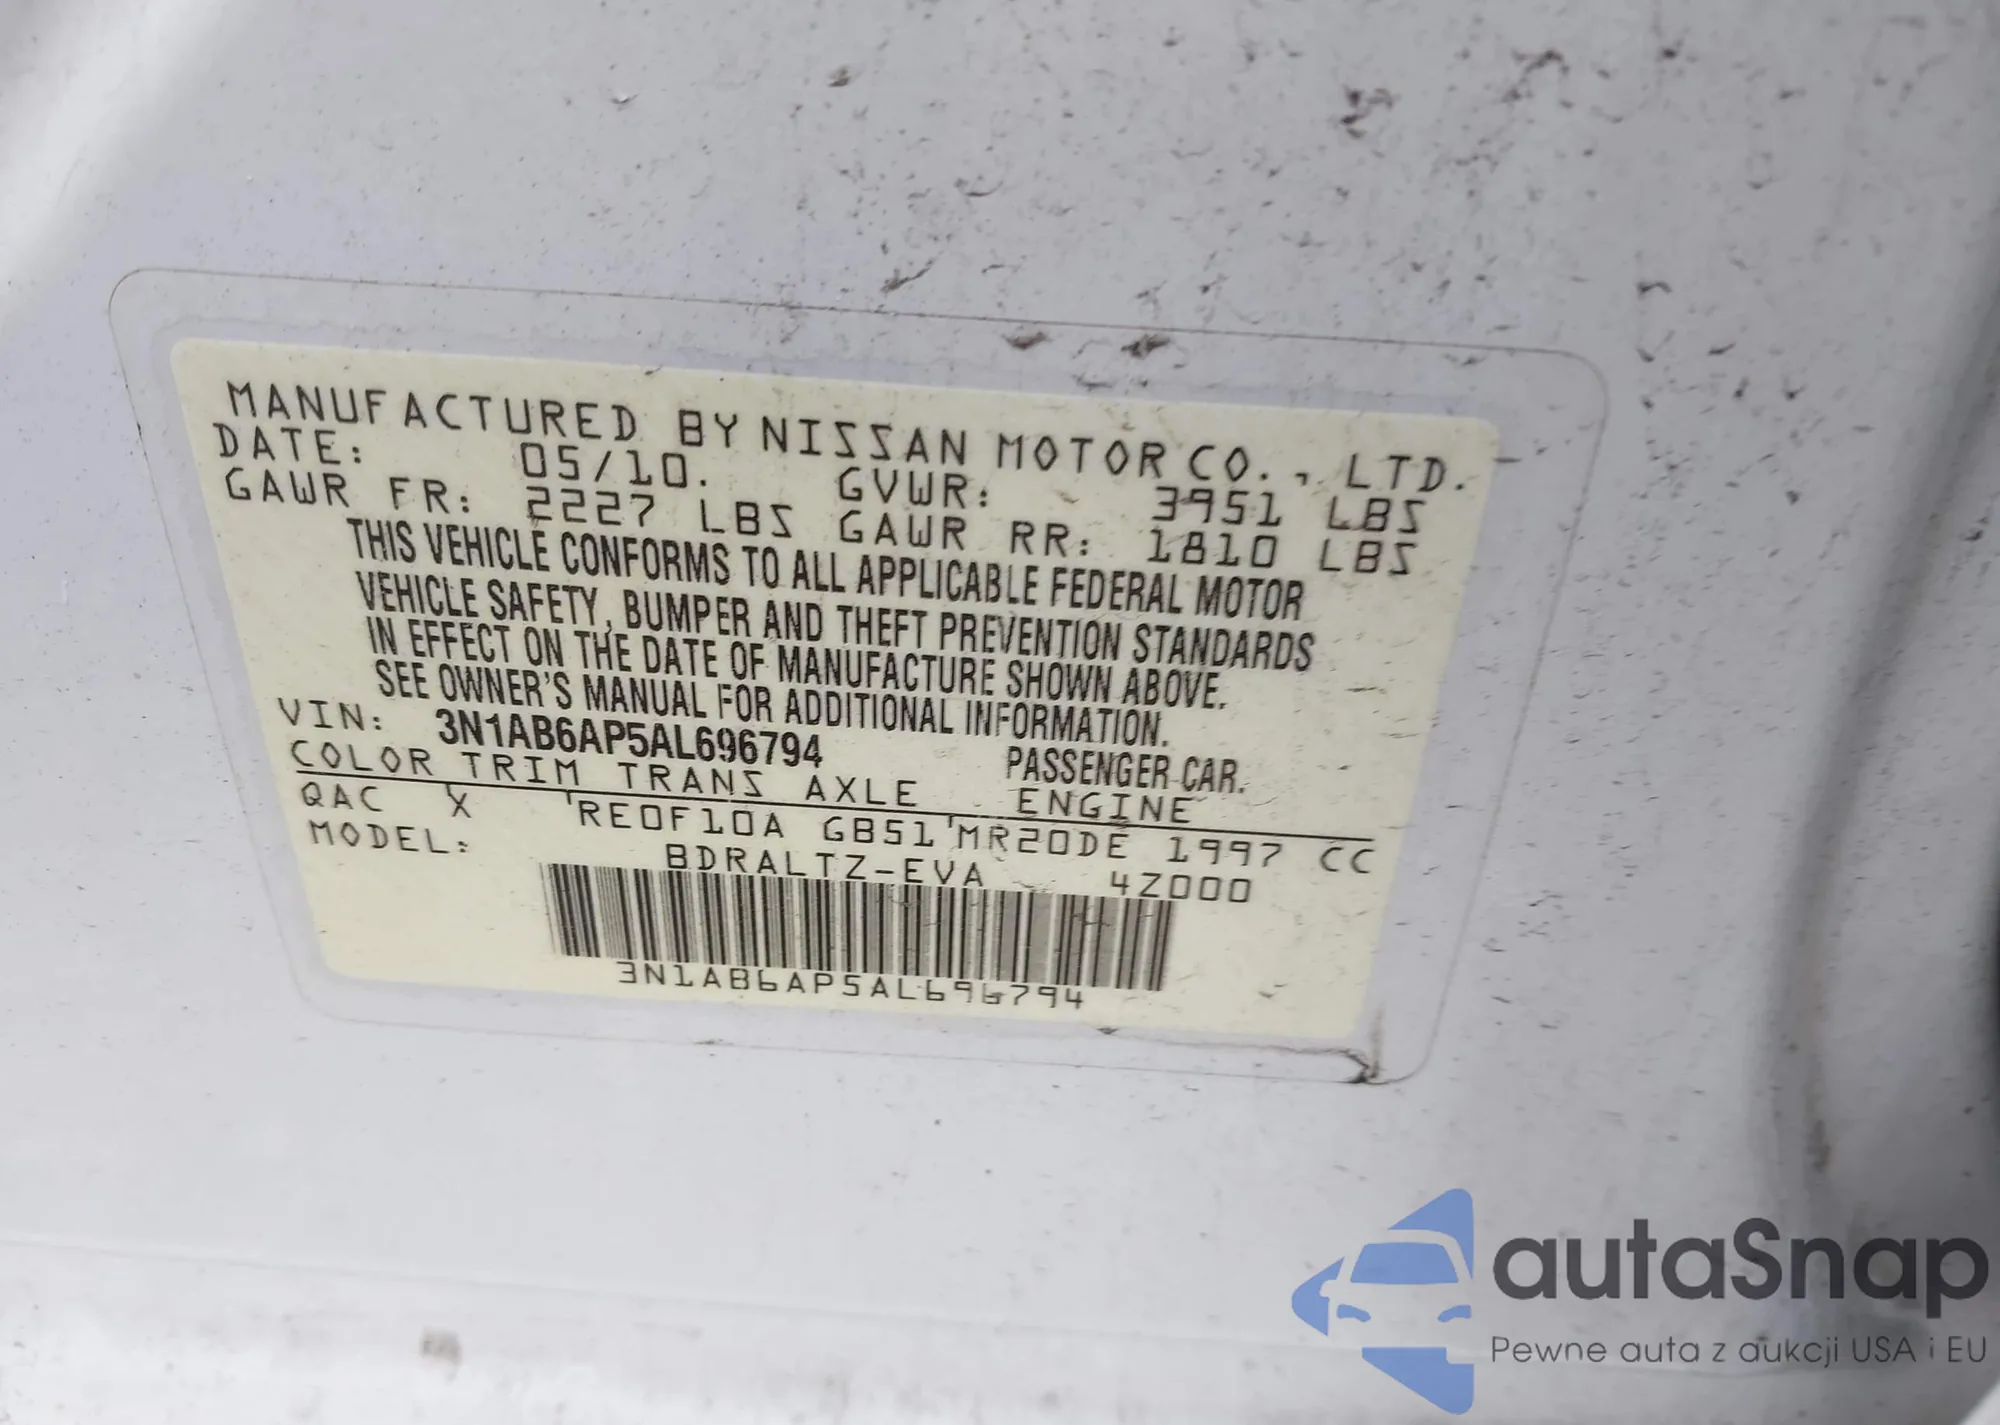 MANUFACTURED BY NISSAN MOTOR CO., LTD.
DATE: 05/10. GVWR: 3951 LBS
GAWR FR: 2227 LBS GAWR RR: 1810 LBS
THIS VEHICLE CONFORMS TO ALL APPLICABLE FEDERAL MOTOR
VEHICLE SAFETY, BUMPER AND THEFT PREVENTION STANDARDS
IN EFFECT ON THE DATE OF MANUFACTURE SHOWN ABOVE.
SEE OWNER'S MANUAL FOR ADDITIONAL INFORMATION.
VIN: 3N1AB6AP5AL696794 PASSENGER CAR.
COLOR TRIM TRANS AXLE ENGINE
QAC X 'RE0F10A GB51'MR20DE 1997 CC
MODEL: BDRALTZ-EVA 4Z000
3N1AB6AP5AL696794
autaSnap
Pewne auta z aukcji USA i EU